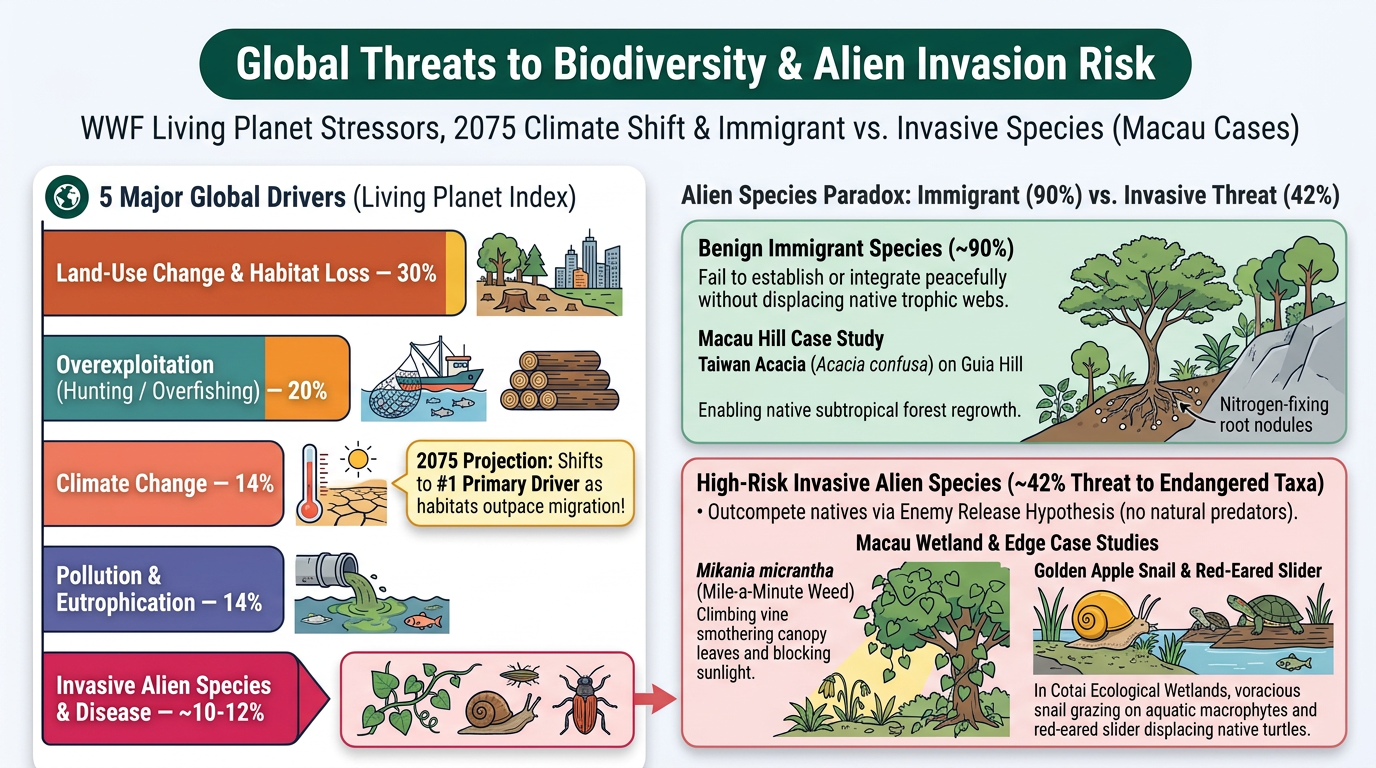 Global Threats to Biodiversity & Alien Invasion Risk
WWF Living Planet Stressors, 2075 Climate Shift & Immigrant vs. Invasive Species (Macau Cases)
5 Major Global Drivers (Living Planet Index)
Land-Use Change & Habitat Loss — 30%
Overexploitation
(Hunting / Overfishing) — 20%
Climate Change — 14%
2075 Projection: Shifts
to #1 Primary Driver as
habitats outpace migration!
Pollution &
Eutrophication — 14%
Invasive Alien Species
& Disease — ~10-12%
Alien Species Paradox: Immigrant (90%) vs. Invasive Threat (42%)
Benign Immigrant Species (~90%)
Fail to establish or integrate peacefully
without displacing native trophic webs.
Macau Hill Case Study
Taiwan Acacia (Acacia confusa) on Guia Hill
Enabling native subtropical forest regrowth.
Nitrogen-fixing
root nodules
High-Risk Invasive Alien Species (~42% Threat to Endangered Taxa)
• Outcompete natives via Enemy Release Hypothesis (no natural predators).
Macau Wetland & Edge Case Studies
Mikania micrantha
(Mile-a-Minute Weed)
Climbing vine
smothering canopy
leaves and blocking
sunlight.
Golden Apple Snail & Red-Eared Slider
In Cotai Ecological Wetlands, voracious
snail grazing on aquatic macrophytes and
red-eared slider displacing native turtles.